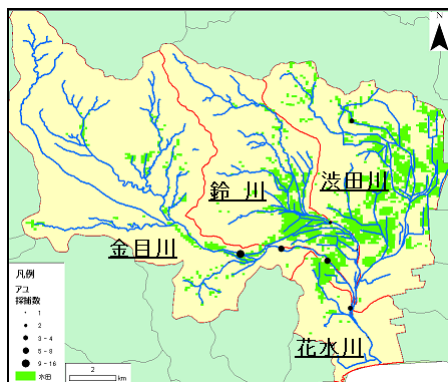 N
鈴 川
渋田川
金目川
花水川
凡例
アユ
採捕数
1
2
3 - 4
5 - 8
9 - 16
水田
2
km